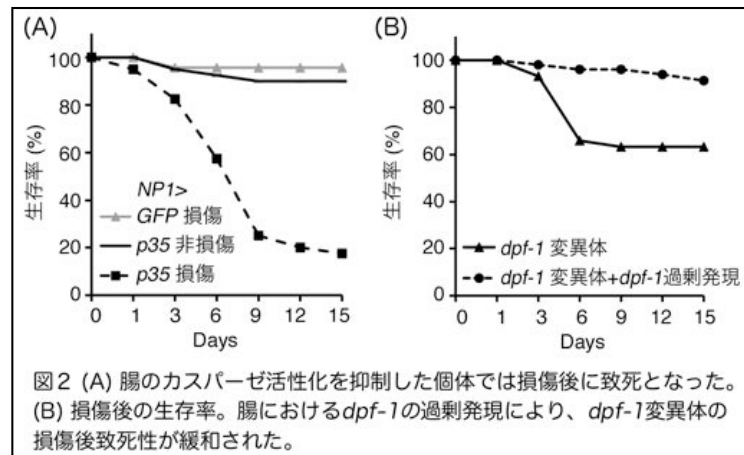 (A)
(B)
生存率 (%)
100
80
60
40
20
0
NP1>
GFP 損傷
p35 非損傷
p35 損傷
0 1 3 6 9 12 15
Days
生存率 (%)
100
80
60
40
20
0
dpf-1 変異体
dpf-1 変異体+dpf-1過剰発現
0 1 3 6 9 12 15
Days
図2 (A) 腸のカスパーゼ活性化を抑制した個体では損傷後に致死となった。
(B) 損傷後の生存率。腸におけるdpf-1の過剰発現により、dpf-1変異体の
損傷後致死性が緩和された。